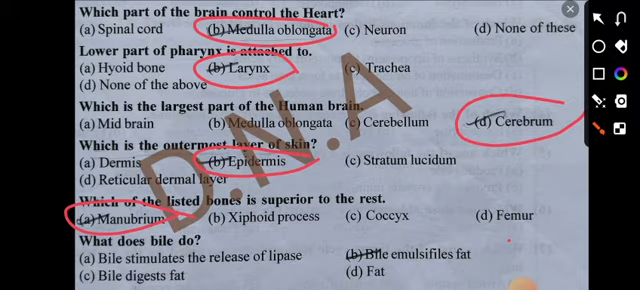 Which part of the brain control the Heart?
(a) Spinal cord (b) Medulla oblongata (c) Neuron (d) None of these
Lower part of pharynx is attached to.
(a) Hyoid bone (b) Larynx (c) Trachea
(d) None of the above
Which is the largest part of the Human brain.
(a) Mid brain (b) Medulla oblongata (c) Cerebellum (d) Cerebrum
Which is the outermost layer of skin?
(a) Dermis (b) Epidermis (c) Stratum lucidum
(d) Reticular dermal layer
Which of the listed bones is superior to the rest.
(a) Manubrium (b) Xiphoid process (c) Coccyx (d) Femur
What does bile do?
(a) Bile stimulates the release of lipase (b) Bile emulsifiles fat
(c) Bile digests fat (d) Fat
D.N.A